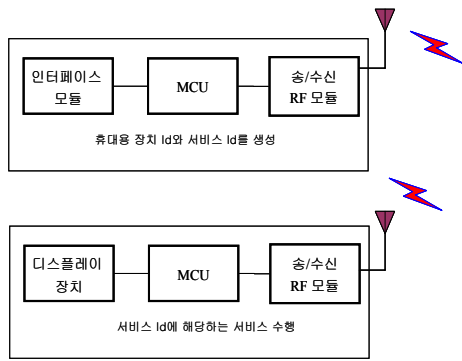 인터페이스
모듈
MCU
송/수신
RF 모듈
휴대용 장치 Id와 서비스 Id를 생성
디스플레이
장치
MCU
송/수신
RF 모듈
서비스 Id에 해당하는 서비스 수행